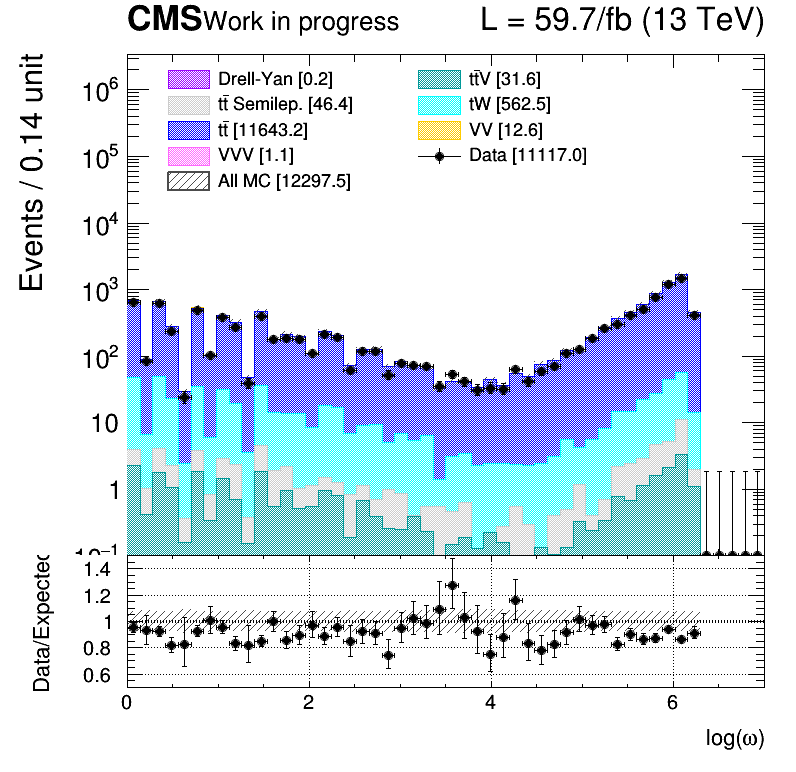 CMS Work in progress L = 59.7/fb (13 TeV)
Events / 0.14 unit
Drell-Yan [0.2]
tt̄ Semilep. [46.4]
tt̄ [11643.2]
VVV [1.1]
All MC [12297.5]
tt̄V [31.6]
tW [562.5]
VV [12.6]
Data [11117.0]
10⁶
10⁵
10⁴
10³
10²
10
1
10⁻¹
Data/Expected
1.4
1.2
1
0.8
0.6
0 2 4 6
log(ω)